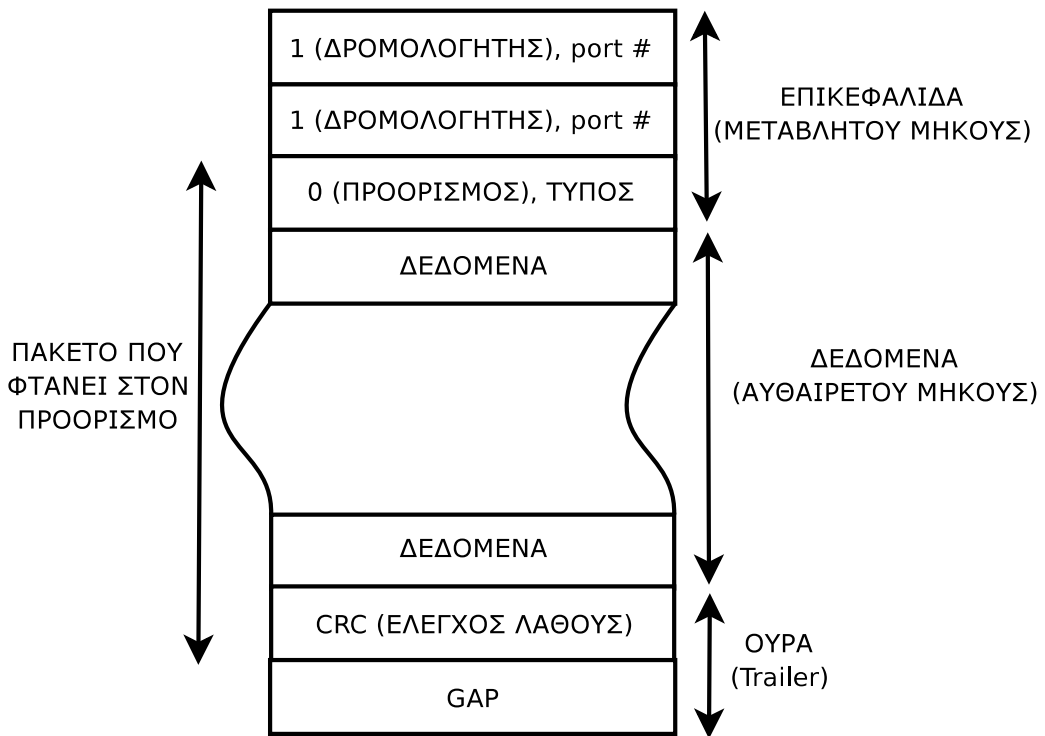 1 (ΔΡΟΜΟΛΟΓΗΤΗΣ), port #
1 (ΔΡΟΜΟΛΟΓΗΤΗΣ), port #
0 (ΠΡΟΟΡΙΣΜΟΣ), ΤΥΠΟΣ
ΔΕΔΟΜΕΝΑ
ΔΕΔΟΜΕΝΑ
CRC (ΕΛΕΓΧΟΣ ΛΑΘΟΥΣ)
GAP
ΠΑΚΕΤΟ ΠΟΥ
ΦΤΑΝΕΙ ΣΤΟΝ
ΠΡΟΟΡΙΣΜΟ
ΕΠΙΚΕΦΑΛΙΔΑ
(ΜΕΤΑΒΛΗΤΟΥ ΜΗΚΟΥΣ)
ΔΕΔΟΜΕΝΑ
(ΑΥΘΑΙΡΕΤΟΥ ΜΗΚΟΥΣ)
ΟΥΡΑ
(Trailer)